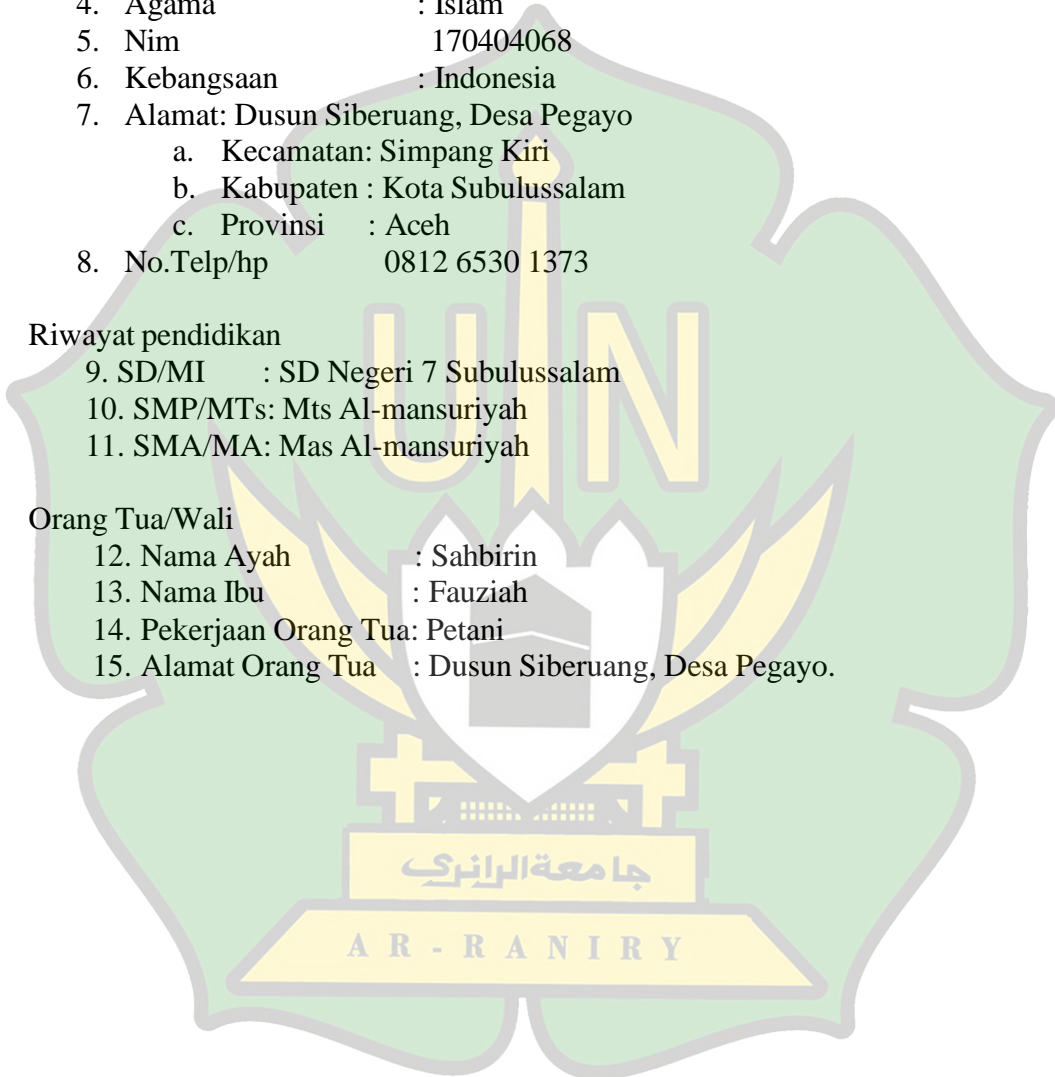 4. Agama : Islam
5. Nim 170404068
6. Kebangsaan : Indonesia
7. Alamat: Dusun Siberuang, Desa Pegayo
a. Kecamatan: Simpang Kiri
b. Kabupaten : Kota Subulussalam
c. Provinsi : Aceh
8. No.Telp/hp 0812 6530 1373
Riwayat pendidikan
9. SD/MI : SD Negeri 7 Subulussalam
10. SMP/MTs: Mts Al-mansuriyah
11. SMA/MA: Mas Al-mansuriyah
Orang Tua/Wali
12. Nama Ayah : Sahbirin
13. Nama Ibu : Fauziah
14. Pekerjaan Orang Tua: Petani
15. Alamat Orang Tua : Dusun Siberuang, Desa Pegayo.
UIN
جامعة الرانري
AR-RANIRY